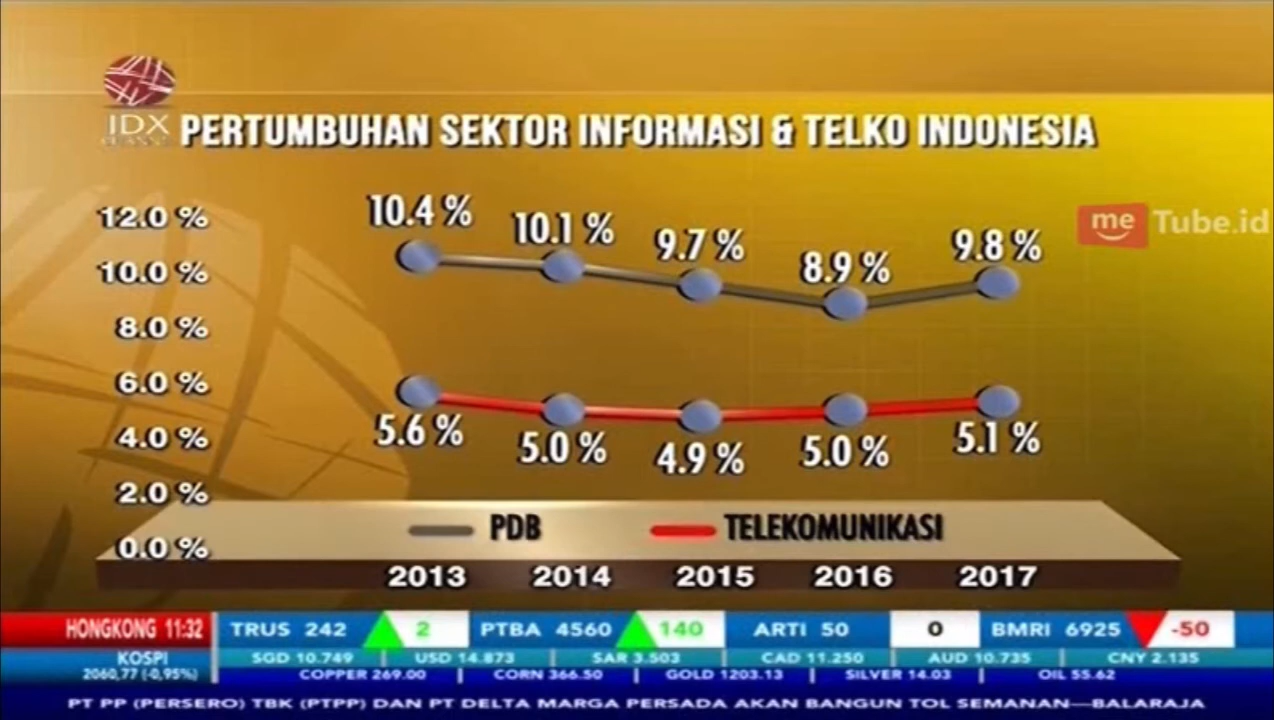 IDX
CHANNEL
PERTUMBUHAN SEKTOR INFORMASI & TELKO INDONESIA
me Tube.id
12.0 %
10.0 %
8.0 %
6.0 %
4.0 %
2.0 %
0.0 %
10.4 % 10.1 % 9.7 % 8.9 % 9.8 %
5.6 % 5.0 % 4.9 % 5.0 % 5.1 %
PDB TELEKOMUNIKASI
2013 2014 2015 2016 2017
HONGKONG 11:32 TRUS 242 2 PTBA 4560 140 ARTI 50 0 BMRI 6925 -50
KOSPI SGD 10.749 USD 14.873 SAR 3.503 CAD 11.250 AUD 10.735 CNY 2.135
2060,77 (-0,95%) COPPER 269.00 CORN 366.50 GOLD 1203.13 SILVER 14.03 OIL 55.62
PT PP (PERSERO) TBK (PTPP) DAN PT DELTA MARGA PERSADA AKAN BANGUN TOL SEMANAN—BALARAJA